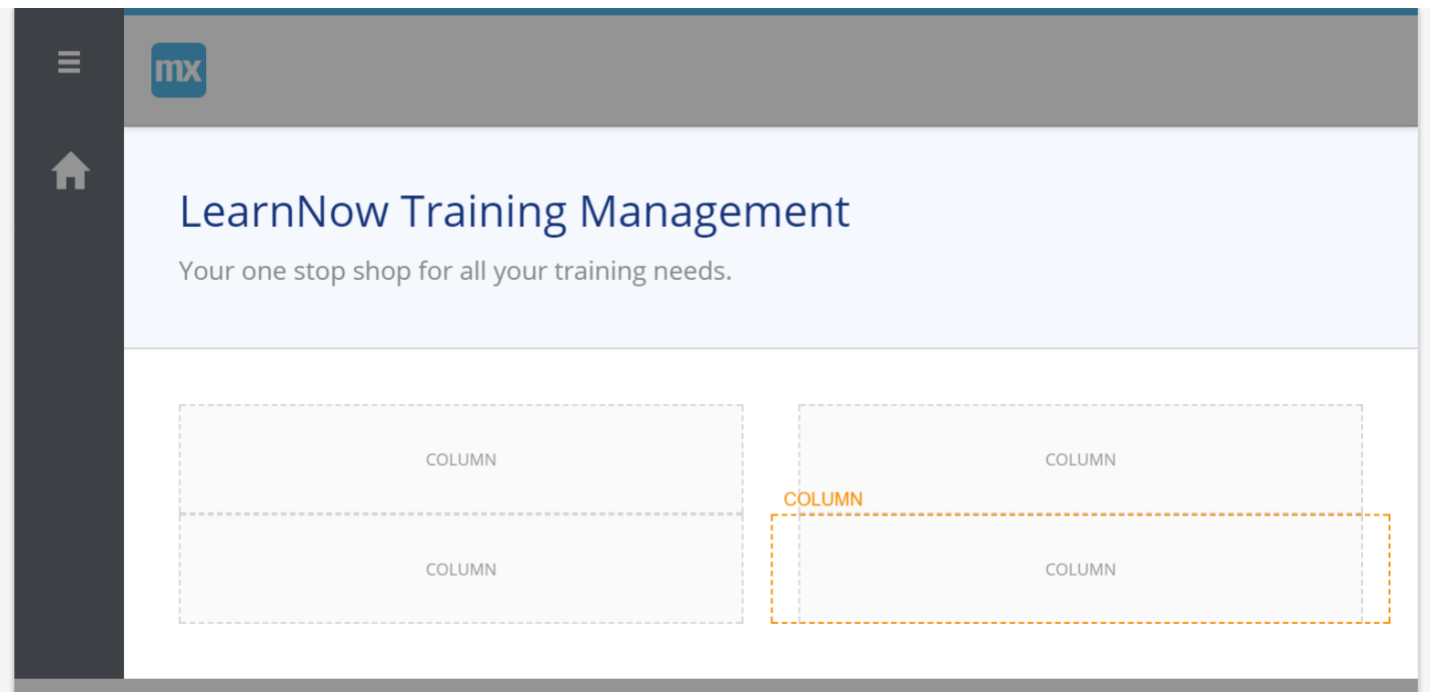 mx
LearnNow Training Management
Your one stop shop for all your training needs.
COLUMN COLUMN
COLUMN
COLUMN COLUMN